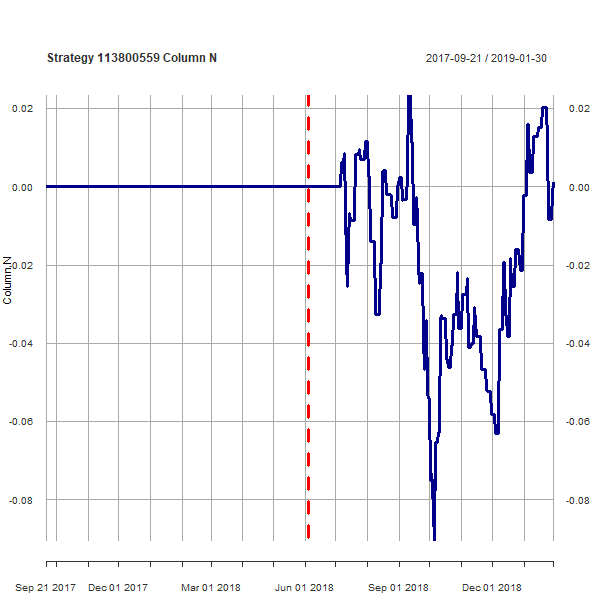 Strategy 113800559 Column N
2017-09-21 / 2019-01-30
0.02 0.02
0.00 0.00
-0.02 -0.02
-0.04 -0.04
-0.06 -0.06
-0.08 -0.08
Column.N
Sep 21 2017 Dec 01 2017 Mar 01 2018 Jun 01 2018 Sep 01 2018 Dec 01 2018